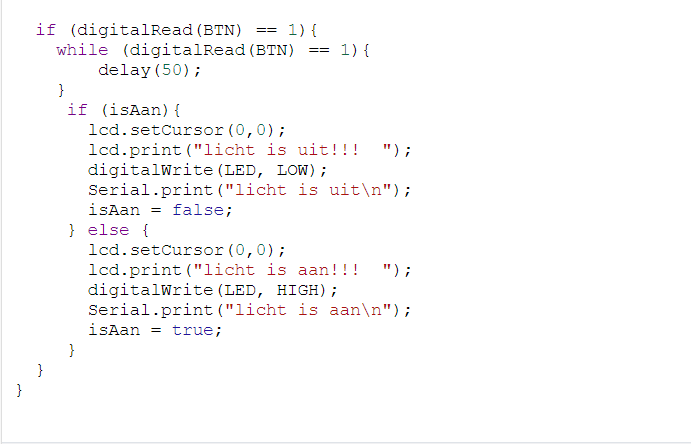 if (digitalRead(BTN) == 1){
while (digitalRead(BTN) == 1){
delay(50);
}
if (isAan){
lcd.setCursor(0,0);
lcd.print("licht is uit!!!  ");
digitalWrite(LED, LOW);
Serial.print("licht is uit\n");
isAan = false;
} else {
lcd.setCursor(0,0);
lcd.print("licht is aan!!!  ");
digitalWrite(LED, HIGH);
Serial.print("licht is aan\n");
isAan = true;
}
}
}